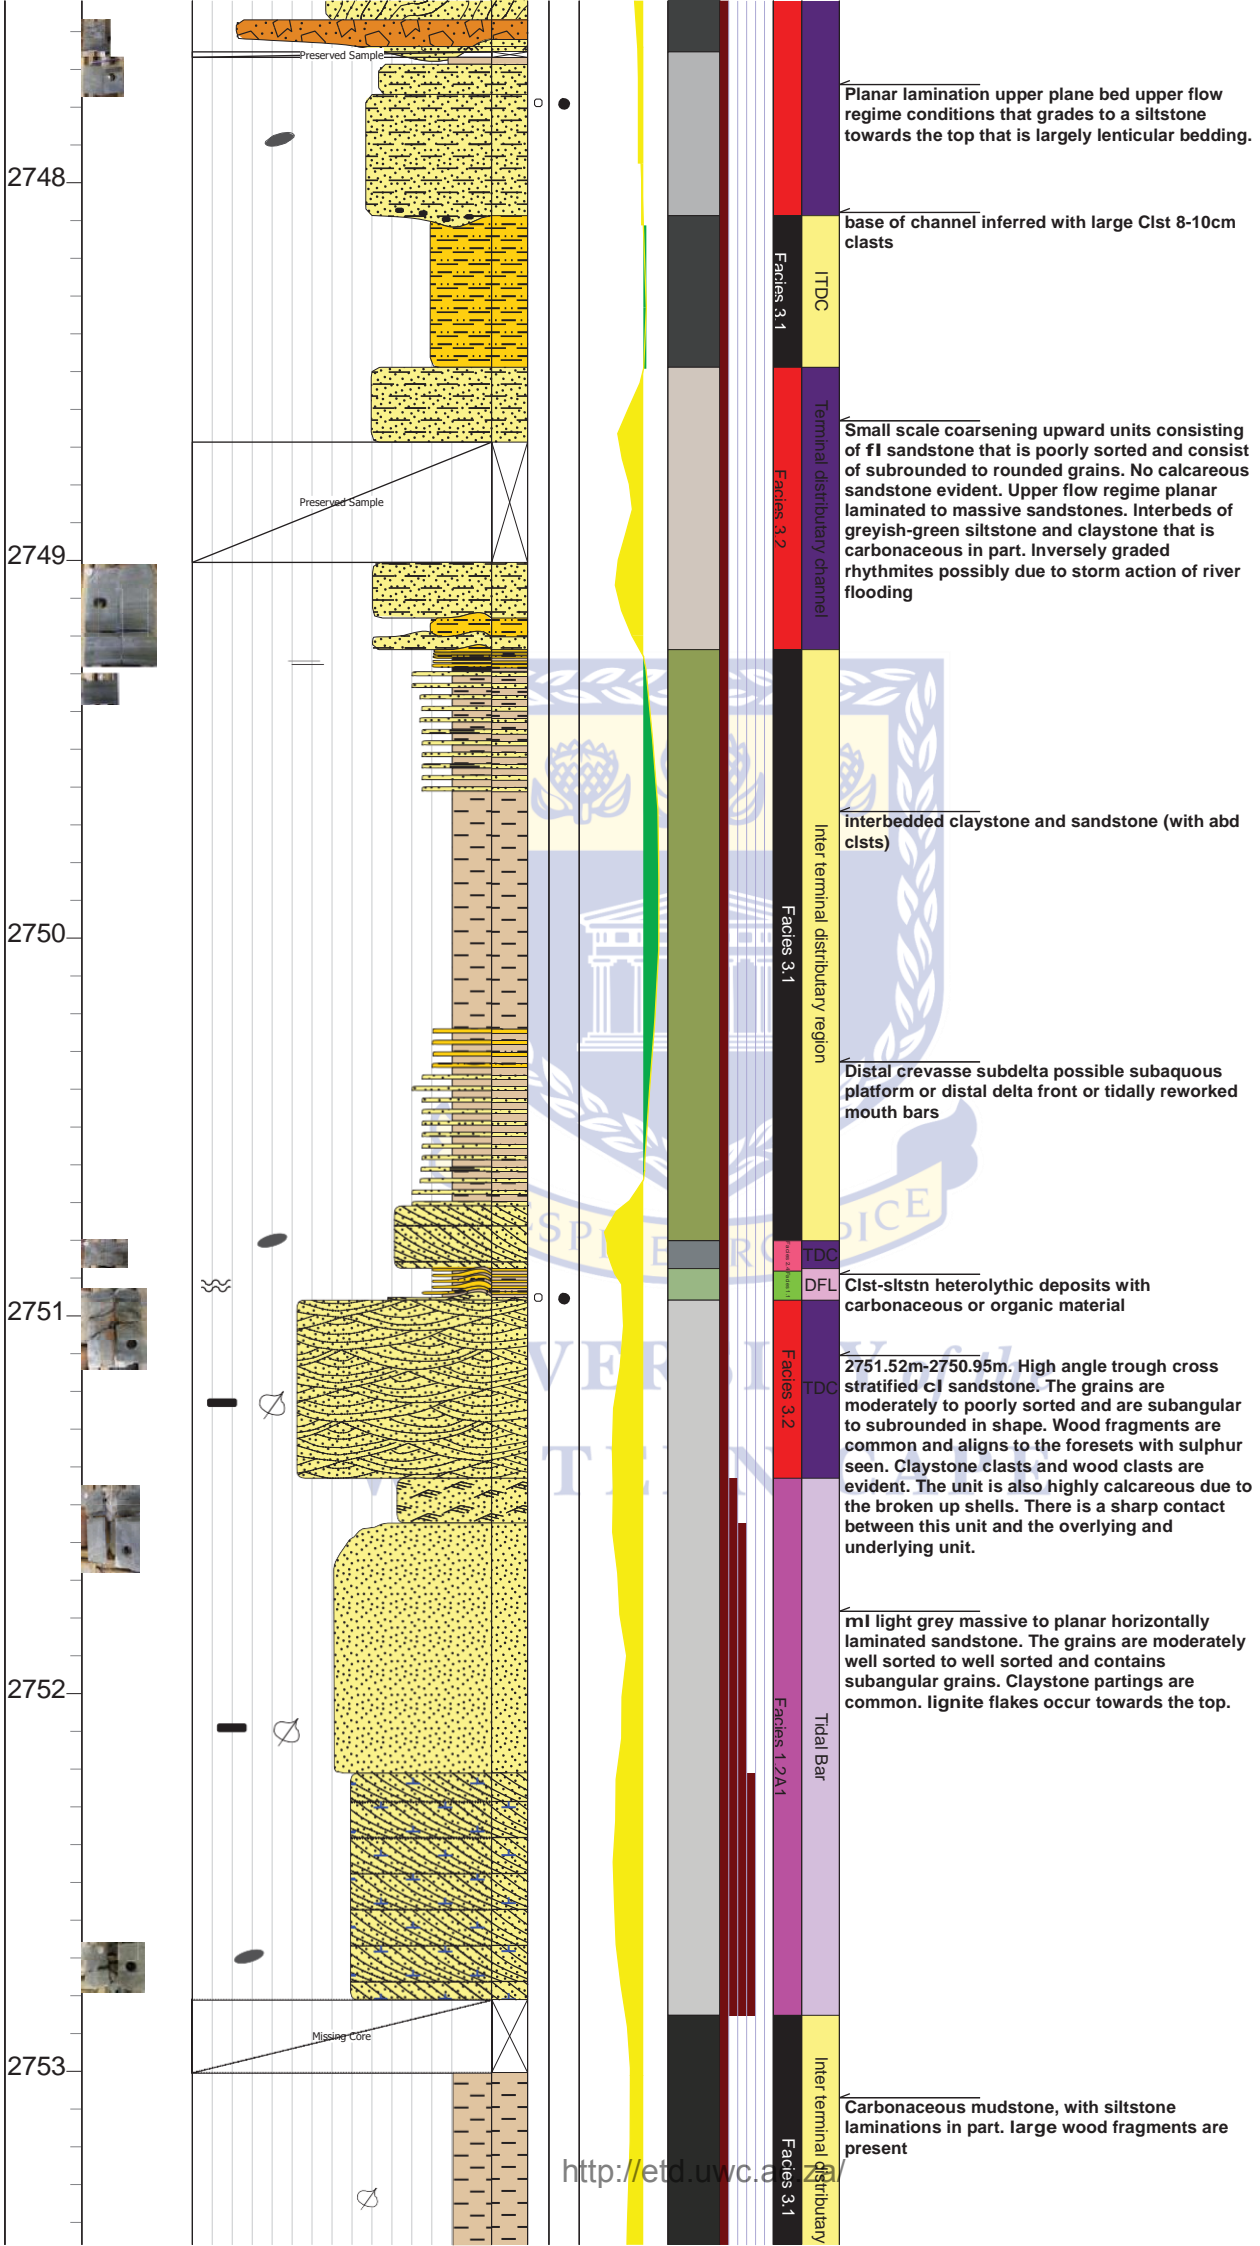 Preserved Sample
Planar lamination upper plane bed upper flow
regime conditions that grades to a siltstone
towards the top that is largely lenticular bedding.
2748
base of channel inferred with large Clst 8-10cm
clasts
Facies 3.1
ITDC
Small scale coarsening upward units consisting
of fl sandstone that is poorly sorted and consist
of subrounded to rounded grains. No calcareous
sandstone evident. Upper flow regime planar
laminated to massive sandstones. Interbeds of
greyish-green siltstone and claystone that is
carbonaceous in part. Inversely graded
rhythmites possibly due to storm action of river
flooding
Preserved Sample
Facies 3.2
Terminal distributary channel
2749
interbedded claystone and sandstone (with abd
clsts)
Facies 3.1
Inter terminal distributary region
2750
Distal crevasse subdelta possible subaquous
platform or distal delta front or tidally reworked
mouth bars
TDC
DFL
Clst-sltstn heterolythic deposits with
carbonaceous or organic material
2751
Facies 3.2
TDC
2751.52m-2750.95m. High angle trough cross
stratified cl sandstone. The grains are
moderately to poorly sorted and are subangular
to subrounded in shape. Wood fragments are
common and aligns to the foresets with sulphur
seen. Claystone clasts and wood clasts are
evident. The unit is also highly calcareous due to
the broken up shells. There is a sharp contact
between this unit and the overlying and
underlying unit.
ml light grey massive to planar horizontally
laminated sandstone. The grains are moderately
well sorted to well sorted and contains
subangular grains. Claystone partings are
common. lignite flakes occur towards the top.
2752
Facies 1.2A1
Tidal Bar
Missing Core
2753
Carbonaceous mudstone, with siltstone
laminations in part. large wood fragments are
present
Facies 3.1
Inter terminal distributary
http://etd.uwc.ac.za/